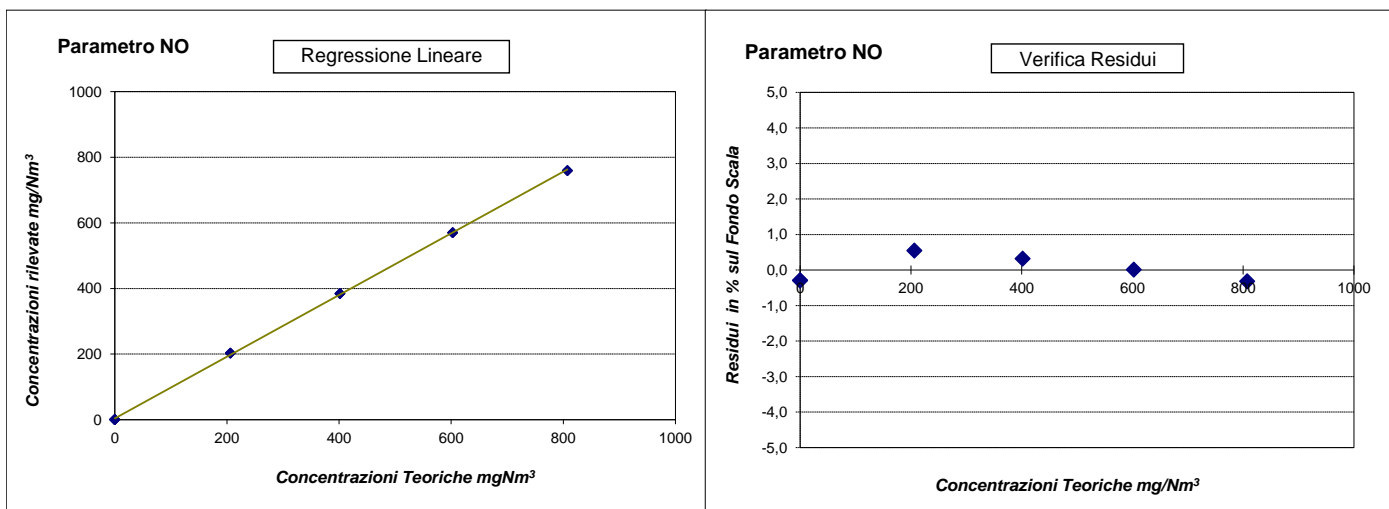 Parametro NO
Regressione Lineare
Concentrazioni rilevate mg/Nm³
1000
800
600
400
200
0
0 200 400 600 800 1000
Concentrazioni Teoriche mgNm³
Parametro NO
Verifica Residui
Residui in % sul Fondo Scala
5,0
4,0
3,0
2,0
1,0
0,0
-1,0
-2,0
-3,0
-4,0
-5,0
0 200 400 600 800 1000
Concentrazioni Teoriche mg/Nm³